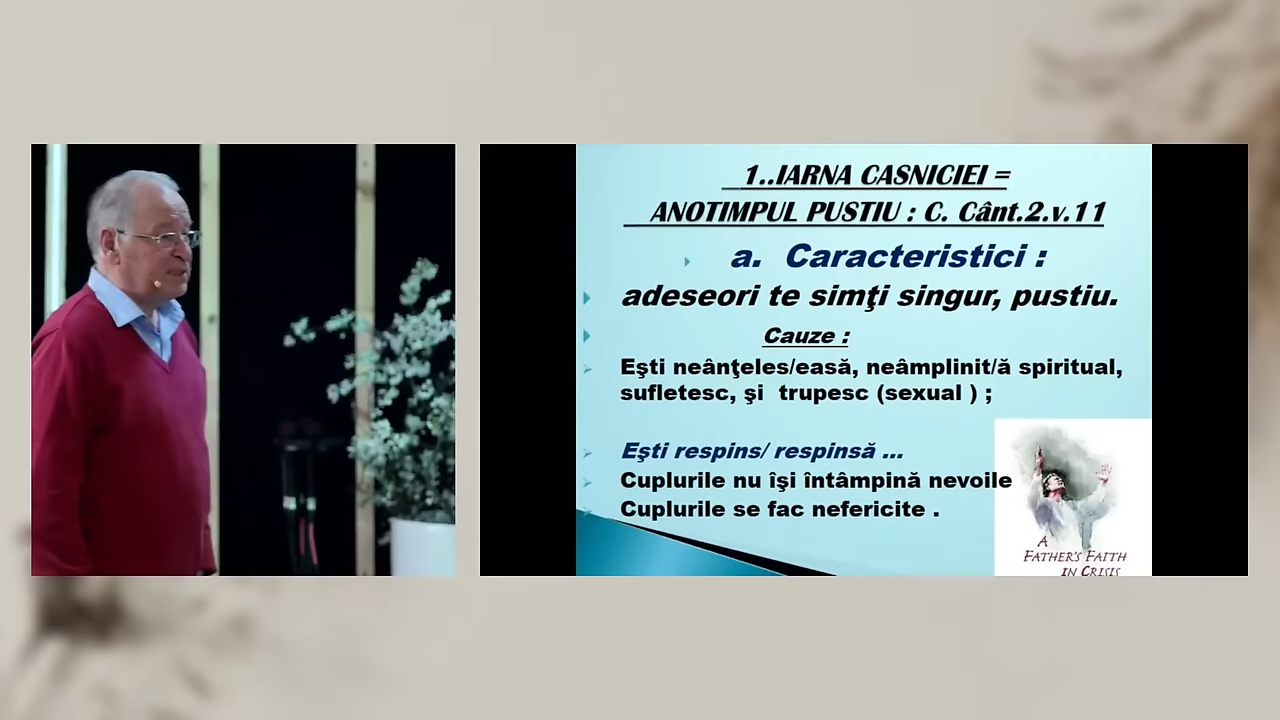 1..IARNA CASNICIEI =
ANOTIMPUL PUSTIU : C. Cânt.2.v.11
a. Caracteristici :
adeseori te simţi singur, pustiu.
Cauze :
Eşti neânţeles/easă, neâmplinit/ă spiritual,
sufletesc, şi trupesc (sexual ) ;
Eşti respins/ respinsă ...
Cuplurile nu îşi întâmpină nevoile
Cuplurile se fac nefericite .
A
FATHER'S FAITH
IN CRISIS